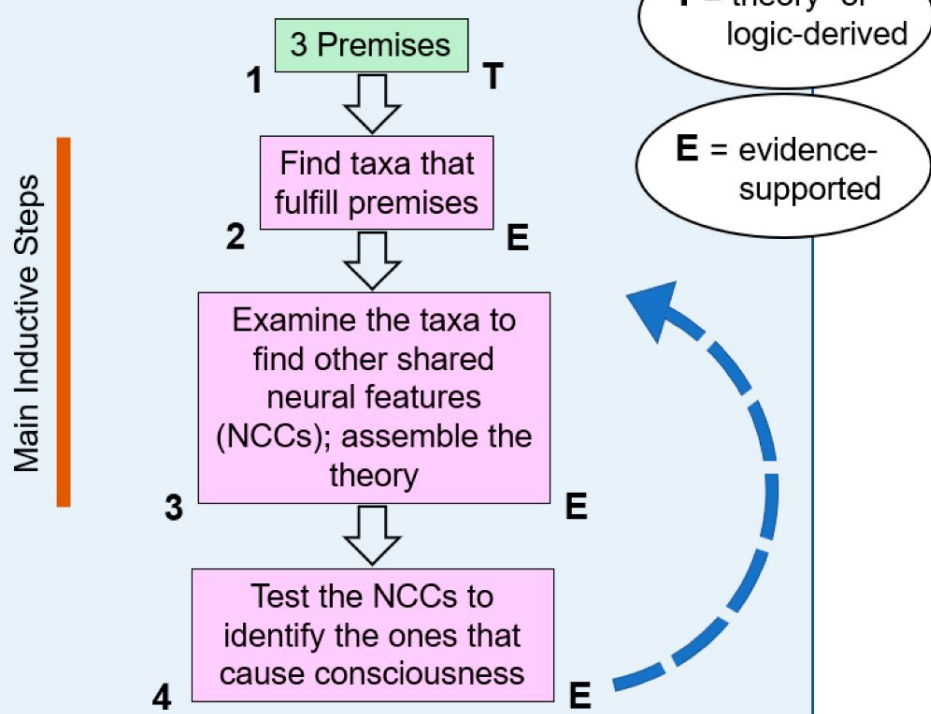 3 Premises
1
T
logic-derived
E = evidence-
supported
Main Inductive Steps
Find taxa that
fulfill premises
2
E
Examine the taxa to
find other shared
neural features
(NCCs); assemble the
theory
3
E
Test the NCCs to
identify the ones that
cause consciousness
4
E